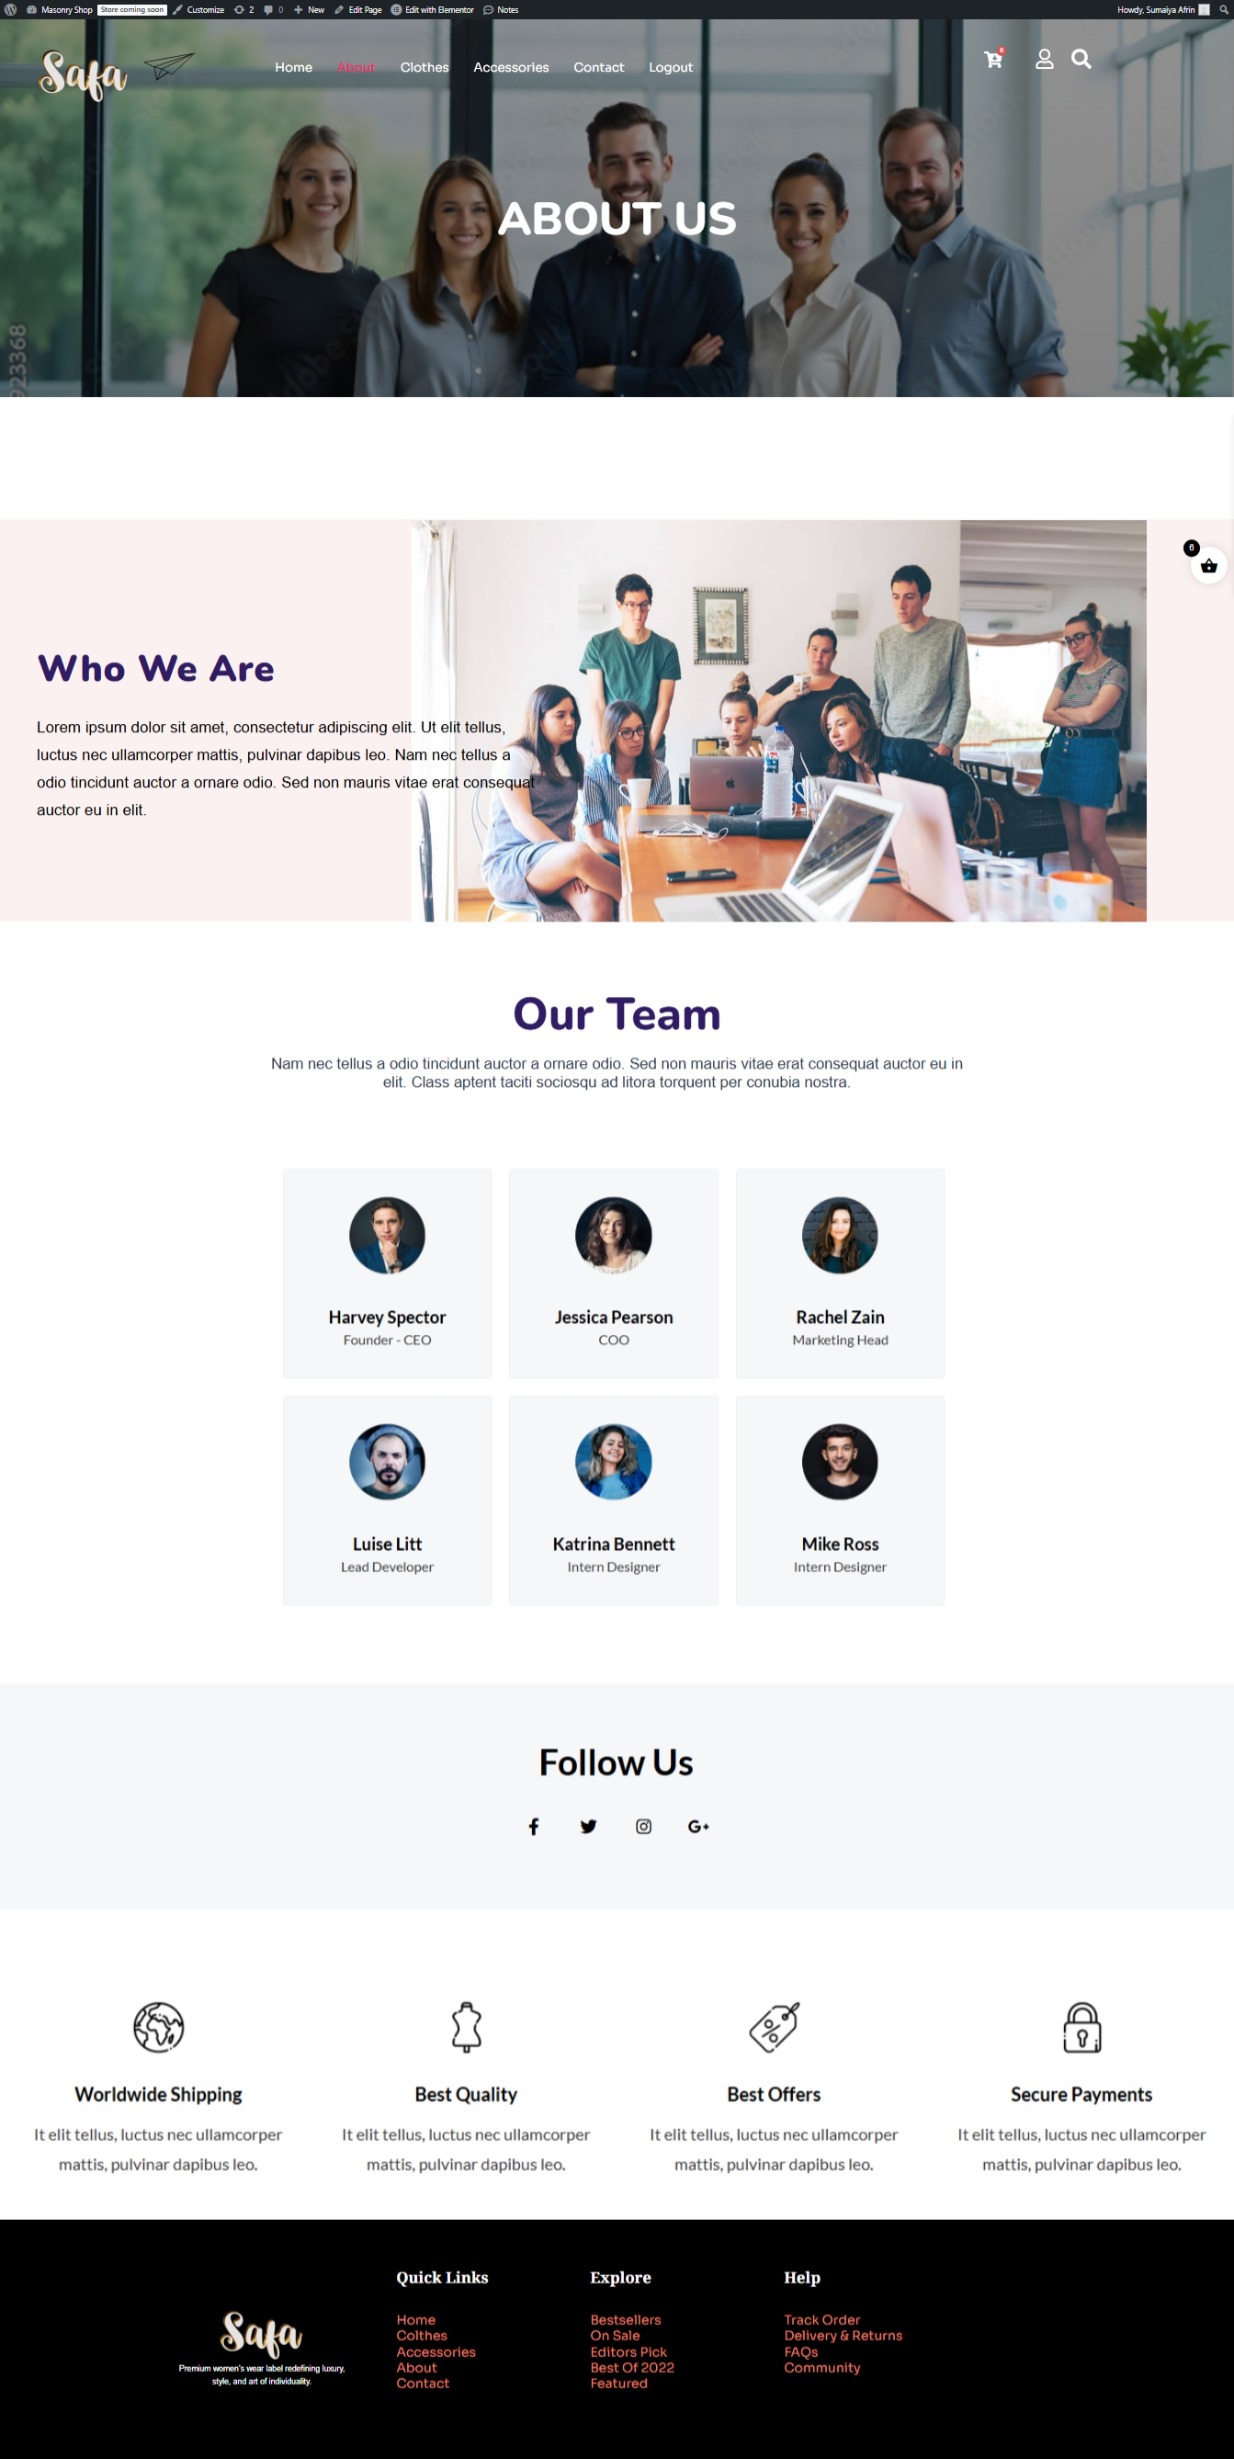 Masonry Shop Store coming soon Customize 2 0 New Edit Page Edit with Elementor Notes Howdy, Sumaiya Afrin
Safa
Home About Clothes Accessories Contact Logout
ABOUT US
923368
6
Who We Are
Lorem ipsum dolor sit amet, consectetur adipiscing elit. Ut elit tellus,
luctus nec ullamcorper mattis, pulvinar dapibus leo. Nam nec tellus a
odio tincidunt auctor a ornare odio. Sed non mauris vitae erat consequat
auctor eu in elit.
Our Team
Nam nec tellus a odio tincidunt auctor a ornare odio. Sed non mauris vitae erat consequat auctor eu in
elit. Class aptent taciti sociosqu ad litora torquent per conubia nostra.
Harvey Spector
Founder - CEO
Jessica Pearson
COO
Rachel Zain
Marketing Head
Luise Litt
Lead Developer
Katrina Bennett
Intern Designer
Mike Ross
Intern Designer
Follow Us
Worldwide Shipping
It elit tellus, luctus nec ullamcorper
mattis, pulvinar dapibus leo.
Best Quality
It elit tellus, luctus nec ullamcorper
mattis, pulvinar dapibus leo.
Best Offers
It elit tellus, luctus nec ullamcorper
mattis, pulvinar dapibus leo.
Secure Payments
It elit tellus, luctus nec ullamcorper
mattis, pulvinar dapibus leo.
Safa
Premium women's wear label redefining luxury,
style, and art of individuality.
Quick Links
Home
Colthes
Accessories
About
Contact
Explore
Bestsellers
On Sale
Editors Pick
Best Of 2022
Featured
Help
Track Order
Delivery & Returns
FAQs
Community